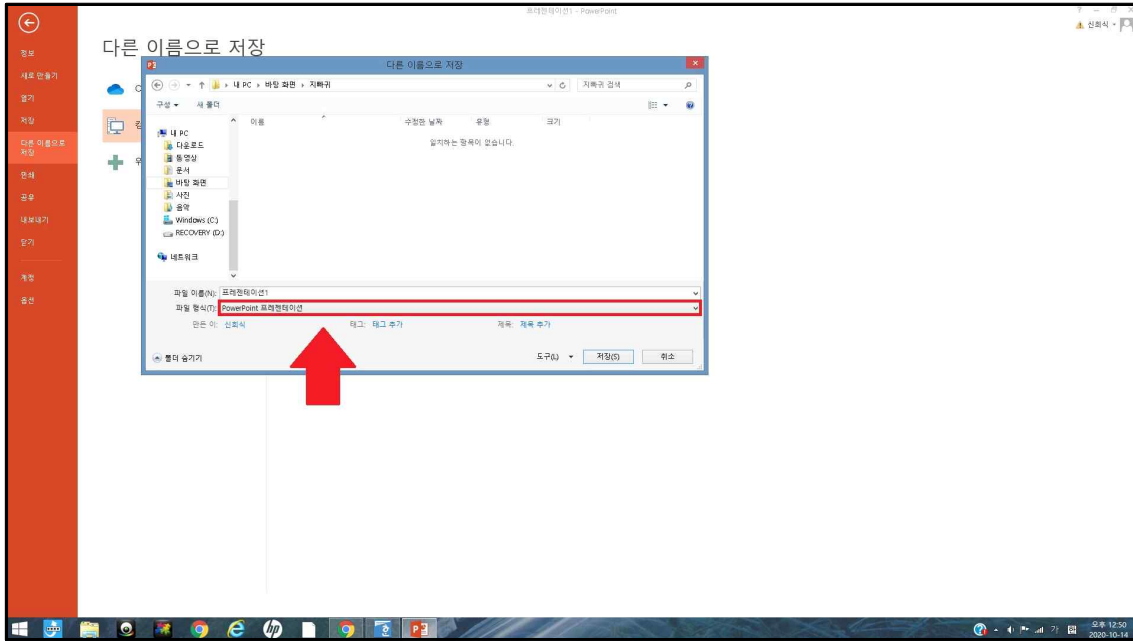 프레젠테이션1 - PowerPoint
신희식
다른 이름으로 저장
정보
새로 만들기
열기
저장
다른 이름으로
저장
인쇄
공유
내보내기
닫기
계정
옵션
다른 이름으로 저장
내 PC ▸ 바탕 화면 ▸ 지빠귀
지빠귀 검색
구성
새 폴더
이름
수정한 날짜
유형
크기
일치하는 항목이 없습니다.
내 PC
다운로드
동영상
문서
바탕 화면
사진
음악
Windows (C:)
RECOVERY (D:)
네트워크
파일 이름(N): 프레젠테이션1
파일 형식(T): PowerPoint 프레젠테이션
만든 이: 신희식
태그: 태그 추가
제목: 제목 추가
폴더 숨기기
도구(L)
저장(S)
취소
hp
가
오후 12:50
2020-10-14